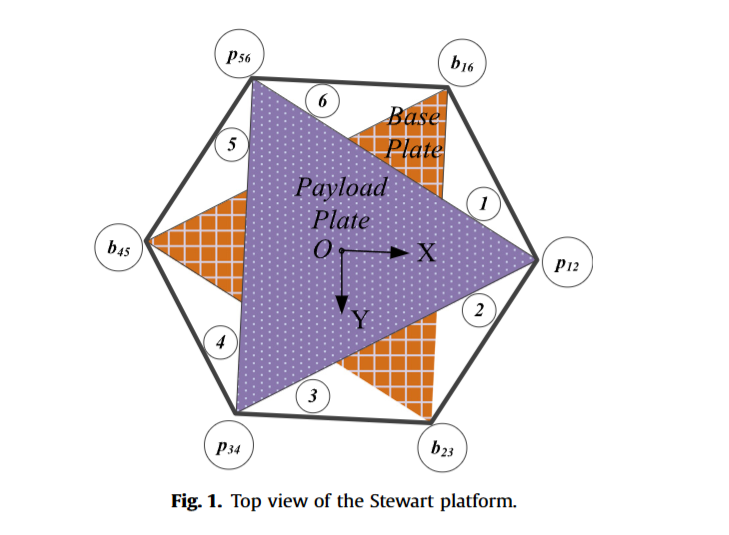 p56
b16
6
Base
Plate
5
Payload
Plate
1
O
X
b45
p12
Y
2
4
3
p34
b23
Fig. 1. Top view of the Stewart platform.